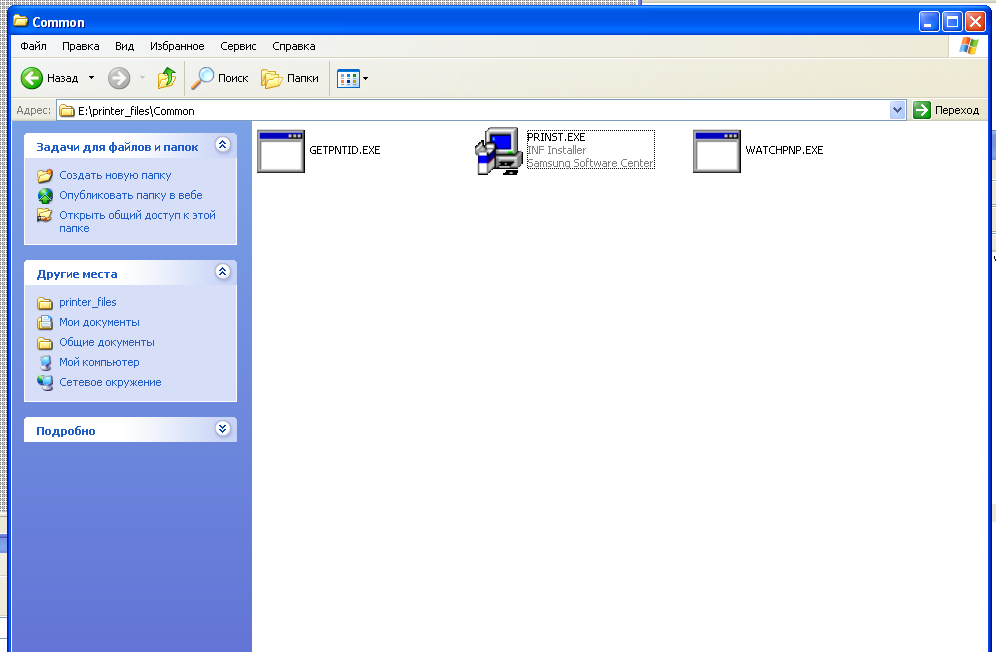 Common
Файл Правка Вид Избранное Сервис Справка
Назад Поиск Папки
Адрес: E:\printer_files\Common Переход
Задачи для файлов и папок
Создать новую папку
Опубликовать папку в вебе
Открыть общий доступ к этой
папке
Другие места
printer_files
Мои документы
Общие документы
Мой компьютер
Сетевое окружение
Подробно
GETPNTID.EXE
PRINST.EXE
INF Installer
Samsung Software Center
WATCHPNP.EXE